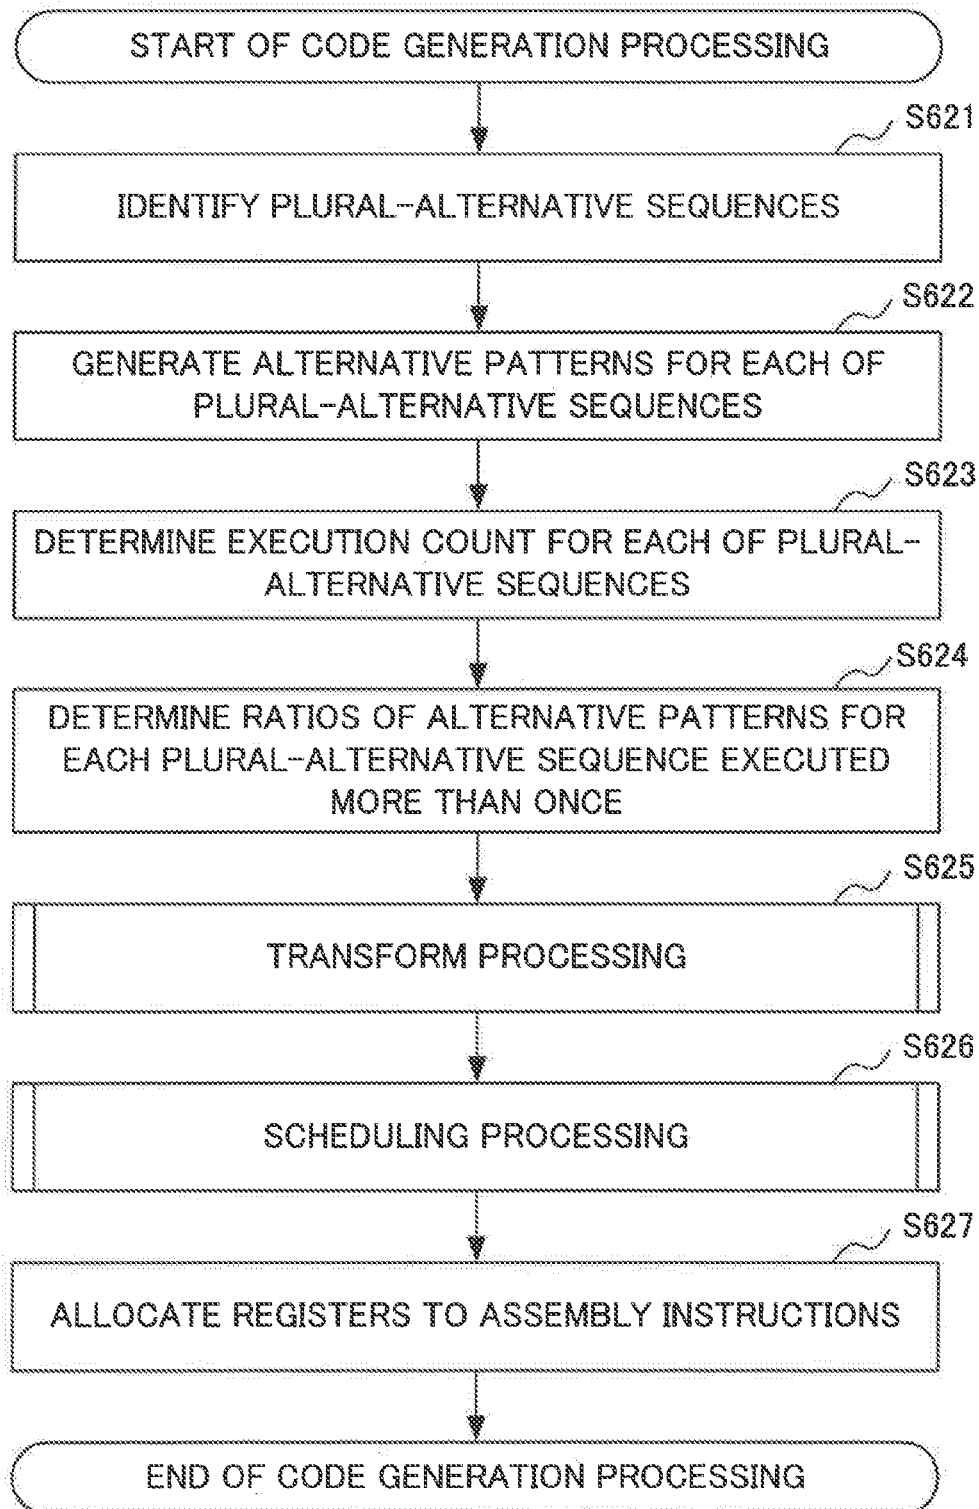 START OF CODE GENERATION PROCESSING
S621
IDENTIFY PLURAL-ALTERNATIVE SEQUENCES
S622
GENERATE ALTERNATIVE PATTERNS FOR EACH OF
PLURAL-ALTERNATIVE SEQUENCES
S623
DETERMINE EXECUTION COUNT FOR EACH OF PLURAL-
ALTERNATIVE SEQUENCES
S624
DETERMINE RATIOS OF ALTERNATIVE PATTERNS FOR
EACH PLURAL-ALTERNATIVE SEQUENCE EXECUTED
MORE THAN ONCE
S625
TRANSFORM PROCESSING
S626
SCHEDULING PROCESSING
S627
ALLOCATE REGISTERS TO ASSEMBLY INSTRUCTIONS
END OF CODE GENERATION PROCESSING